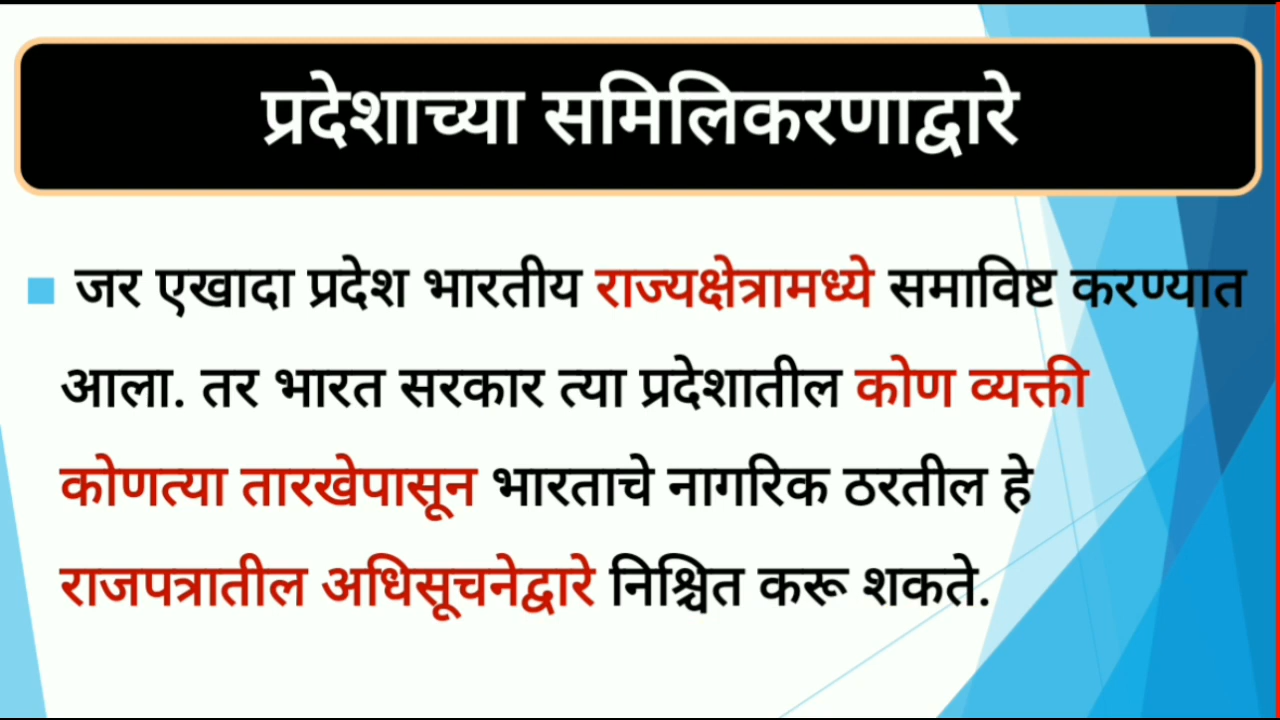 प्रदेशाच्या समिलिकरणाद्वारे
जर एखादा प्रदेश भारतीय राज्यक्षेत्रामध्ये समाविष्ट करण्यात
आला. तर भारत सरकार त्या प्रदेशातील कोण व्यक्ती
कोणत्या तारखेपासून भारताचे नागरिक ठरतील हे
राजपत्रातील अधिसूचनेद्वारे निश्चित करू शकते.